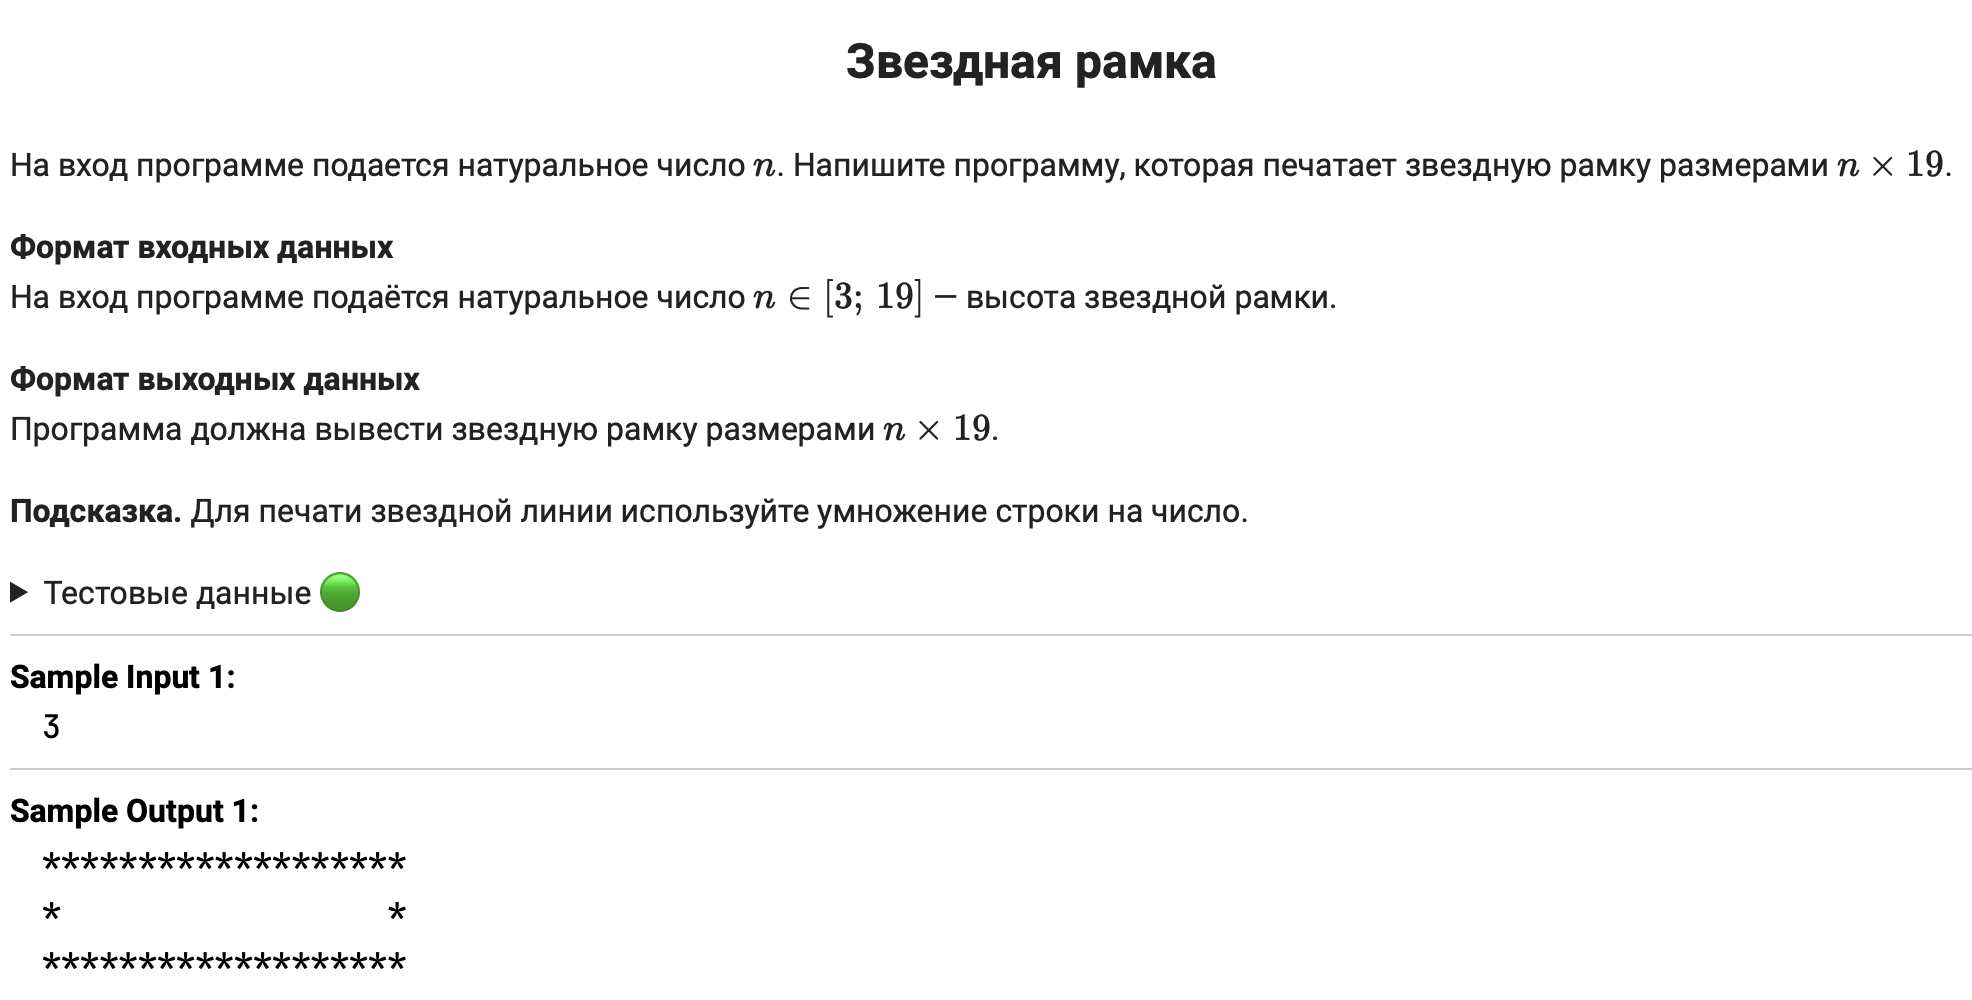 Звездная рамка
На вход программе подается натуральное число n. Напишите программу, которая печатает звездную рамку размерами n × 19.
Формат входных данных
На вход программе подаётся натуральное число n ∈ [3; 19] – высота звездной рамки.
Формат выходных данных
Программа должна вывести звездную рамку размерами n × 19.
Подсказка. Для печати звездной линии используйте умножение строки на число.
Тестовые данные
Sample Input 1:
3
Sample Output 1:
*******************
*                 *
*******************